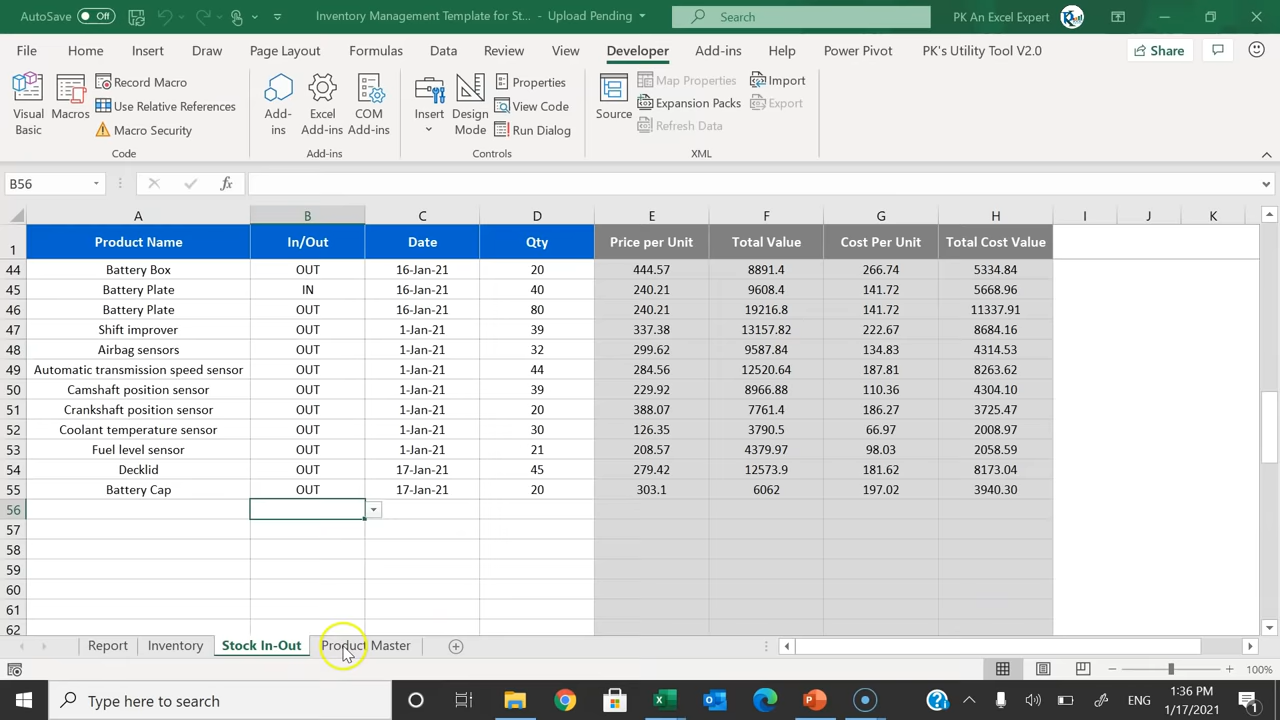 AutoSave Off Inventory Management Template for St... - Upload Pending Search PK An Excel Expert
File Home Insert Draw Page Layout Formulas Data Review View Developer Add-ins Help Power Pivot PK's Utility Tool V2.0 Share
Visual Basic
Macros
Record Macro
Use Relative References
Macro Security
Code
Add-ins
Excel Add-ins
COM Add-ins
Add-ins
Insert
Design Mode
Properties
View Code
Run Dialog
Controls
Source
Map Properties
Expansion Packs
Refresh Data
Import
Export
XML
B56 fx
A B C D E F G H I J K
1 Product Name In/Out Date Qty Price per Unit Total Value Cost Per Unit Total Cost Value
44 Battery Box OUT 16-Jan-21 20 444.57 8891.4 266.74 5334.84
45 Battery Plate IN 16-Jan-21 40 240.21 9608.4 141.72 5668.96
46 Battery Plate OUT 16-Jan-21 80 240.21 19216.8 141.72 11337.91
47 Shift improver OUT 1-Jan-21 39 337.38 13157.82 222.67 8684.16
48 Airbag sensors OUT 1-Jan-21 32 299.62 9587.84 134.83 4314.53
49 Automatic transmission speed sensor OUT 1-Jan-21 44 284.56 12520.64 187.81 8263.62
50 Camshaft position sensor OUT 1-Jan-21 39 229.92 8966.88 110.36 4304.10
51 Crankshaft position sensor OUT 1-Jan-21 20 388.07 7761.4 186.27 3725.47
52 Coolant temperature sensor OUT 1-Jan-21 30 126.35 3790.5 66.97 2008.97
53 Fuel level sensor OUT 1-Jan-21 21 208.57 4379.97 98.03 2058.59
54 Decklid OUT 17-Jan-21 45 279.42 12573.9 181.62 8173.04
55 Battery Cap OUT 17-Jan-21 20 303.1 6062 197.02 3940.30
56
57
58
59
60
61
62
Report Inventory Stock In-Out Product Master
100%
Type here to search ENG 1:36 PM
1/17/2021 1